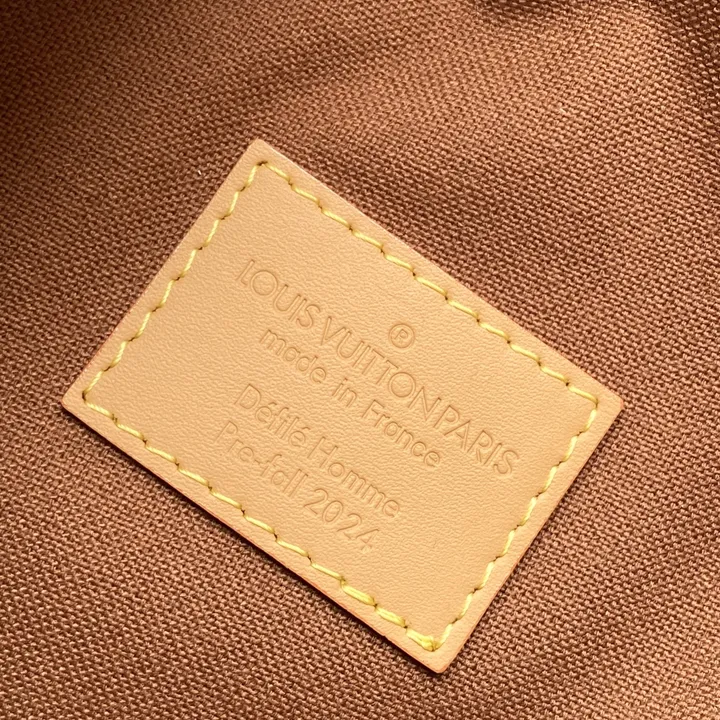 Ⓟ
LOUIS VUITTON PARIS
made in France
Défilé Homme
Pre-fall 2024